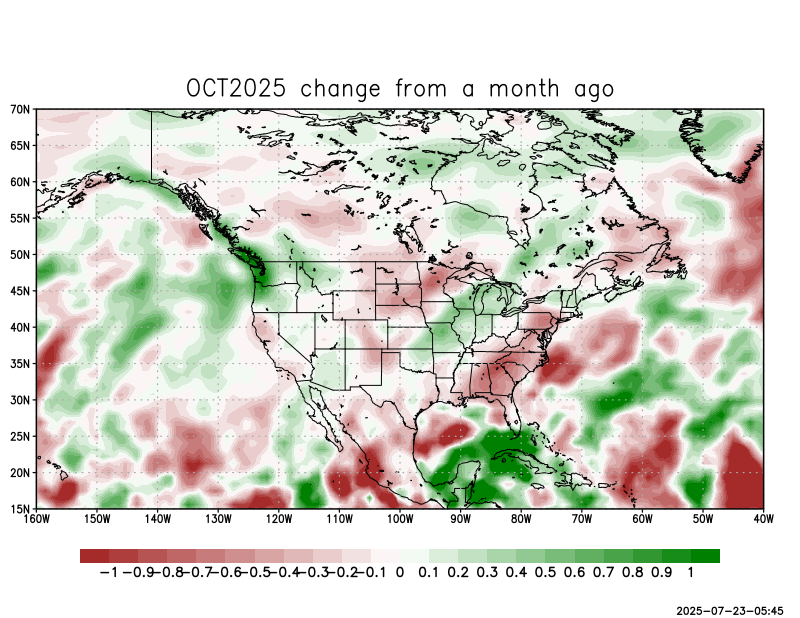 OCT2025 change from a month ago
70N
65N
60N
55N
50N
45N
40N
35N
30N
25N
20N
15N
160W 150W 140W 130W 120W 110W 100W 90W 80W 70W 60W 50W 40W
-1 -0.9 -0.8 -0.7 -0.6 -0.5 -0.4 -0.3 -0.2 -0.1 0 0.1 0.2 0.3 0.4 0.5 0.6 0.7 0.8 0.9 1
2025-07-23-05:45